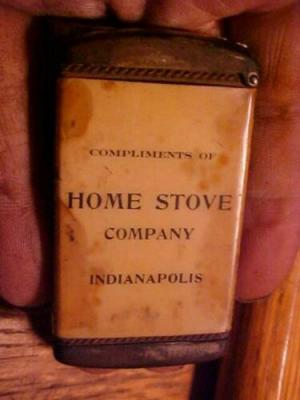 COMPLIMENTS OF
HOME STOVE
COMPANY
INDIANAPOLIS